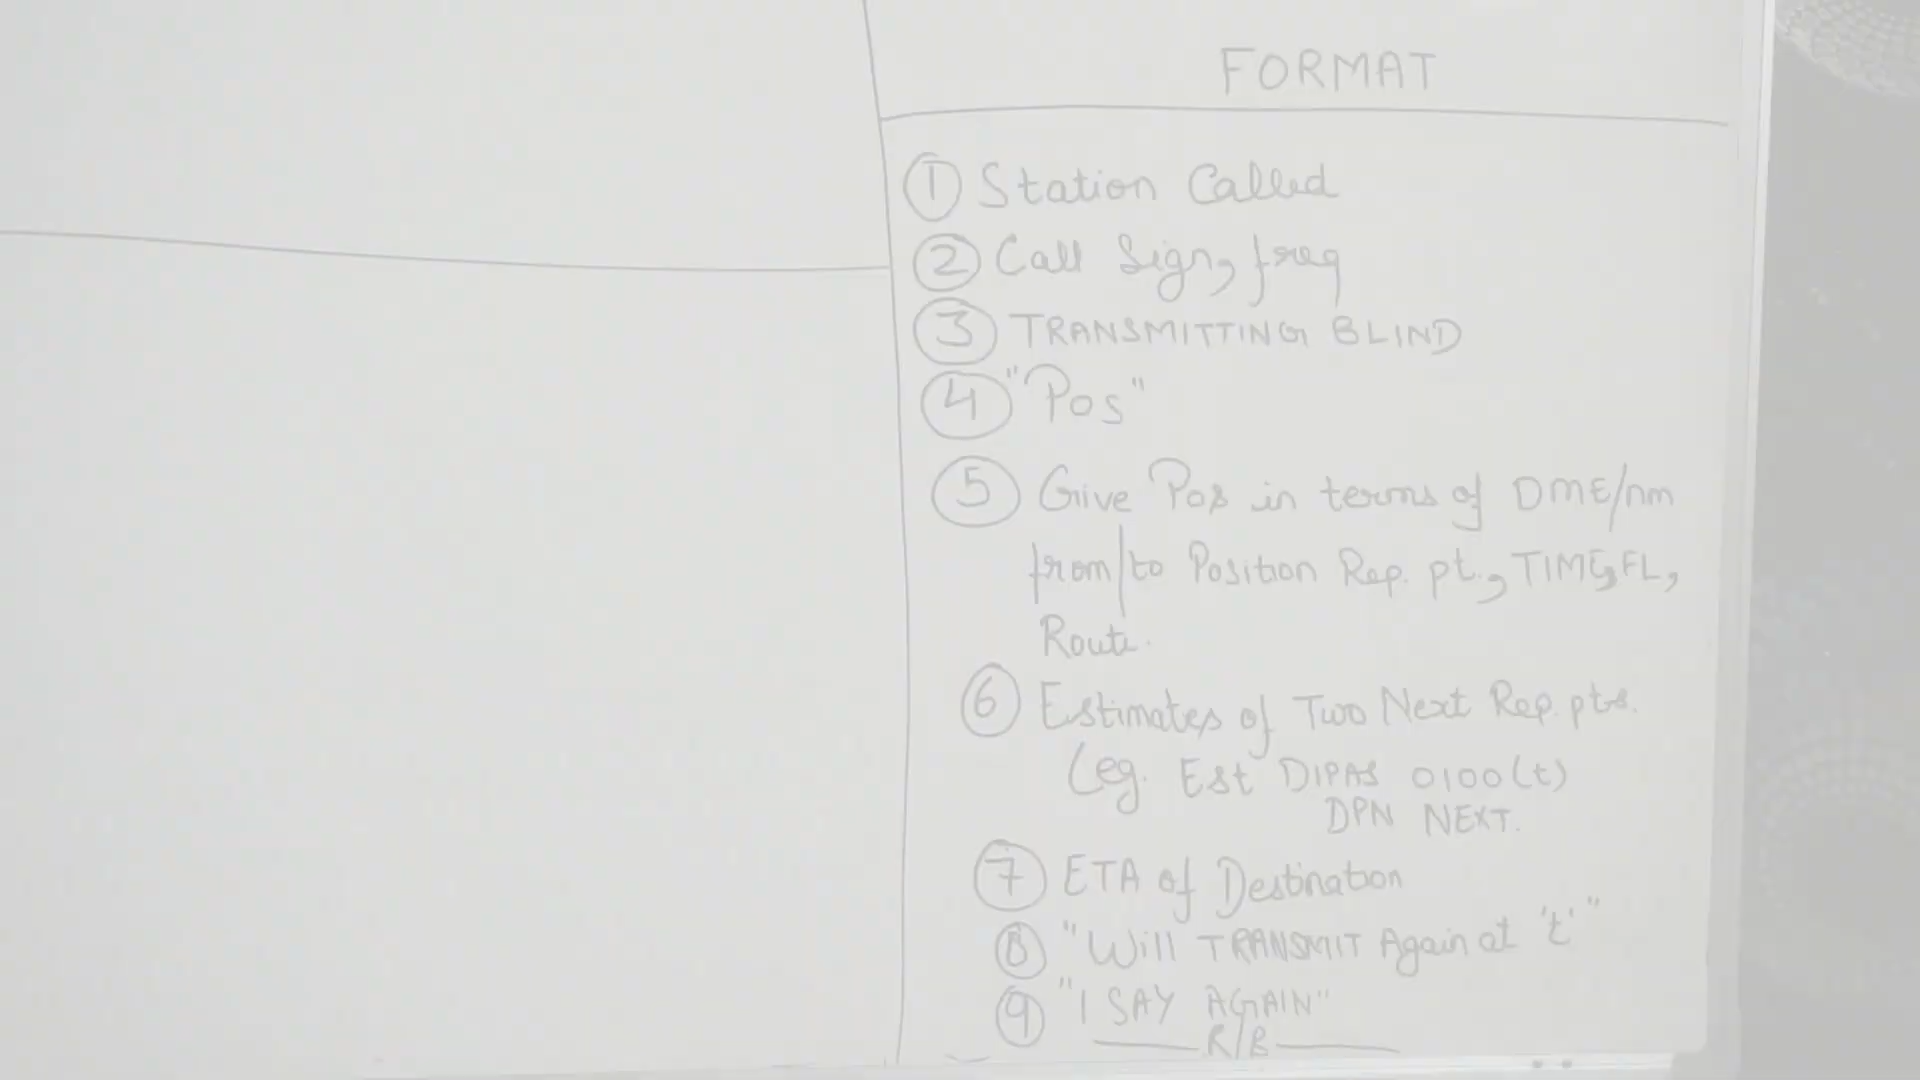 FORMAT
① Station Called
② Call Sign, freq
③ TRANSMITTING BLIND
④ "Pos"
⑤ Give Pos in terms of DME/nm
from/to Position Rep. pt., TIME, FL,
Route.
⑥ Estimates of Two Next Rep. pts.
(eg. Est DIPAS 0100(t)
DPN NEXT.
⑦ ETA of Destination
⑧ "Will TRANSMIT Again at 't'"
⑨ "I SAY AGAIN"
R/B